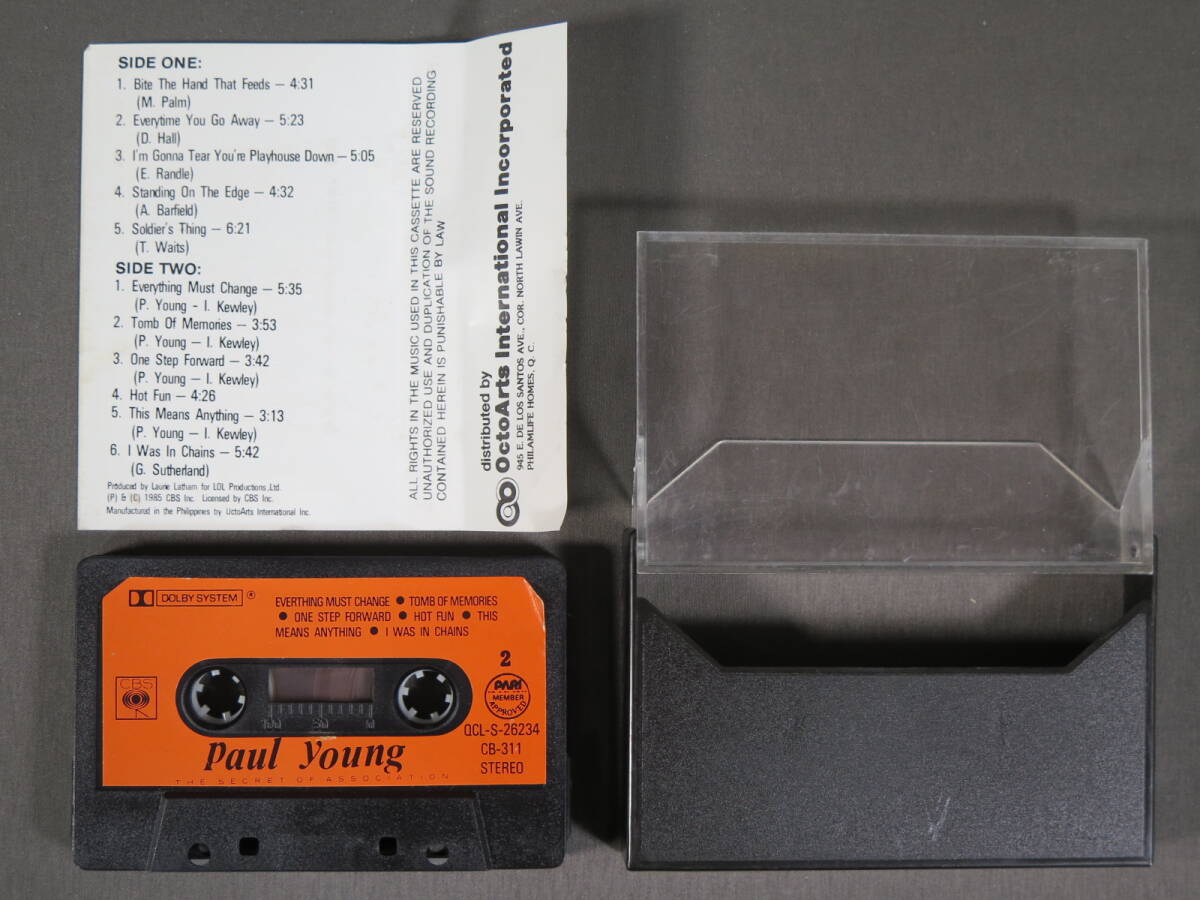 SIDE ONE:
1. Bite The Hand That Feeds – 4:31
(M. Palm)
2. Everytime You Go Away – 5:23
(D. Hall)
3. I'm Gonna Tear You're Playhouse Down – 5:05
(E. Randle)
4. Standing On The Edge – 4:32
(A. Barfield)
5. Soldier's Thing – 6:21
(T. Waits)
SIDE TWO:
1. Everything Must Change – 5:35
(P. Young - I. Kewley)
2. Tomb Of Memories – 3:53
(P. Young – I. Kewley)
3. One Step Forward – 3:42
(P. Young – I. Kewley)
4. Hot Fun – 4:26
5. This Means Anything – 3:13
(P. Young – I. Kewley)
6. I Was In Chains – 5:42
(G. Sutherland)
Produced by Laurie Latham for LOL Productions,Ltd.
(P) & (C) 1985 CBS Inc. Licensed by CBS Inc.
Manufactured in the Philippines by UctoArts International Inc.
ALL RIGHTS IN THE MUSIC USED IN THIS CASSETTE ARE RESERVED
UNAUTHORIZED USE AND DUPLICATION OF THE SOUND RECORDING
CONTAINED HEREIN IS PUNISHABLE BY LAW
distributed by
OctoArts International Incorporated
945 E. DE LOS SANTOS AVE., COR. NORTH LAWIN AVE.
PHILAMLIFE HOMES, Q. C.
DOLBY SYSTEM ®
EVERTHING MUST CHANGE ● TOMB OF MEMORIES
● ONE STEP FORWARD ● HOT FUN ● THIS
MEANS ANYTHING ● I WAS IN CHAINS
CBS
2
PARI
MEMBER
APPROVED
100 50 0
QCL-S-26234
CB-311
STEREO
Paul Young
THE SECRET OF ASSOCIATION